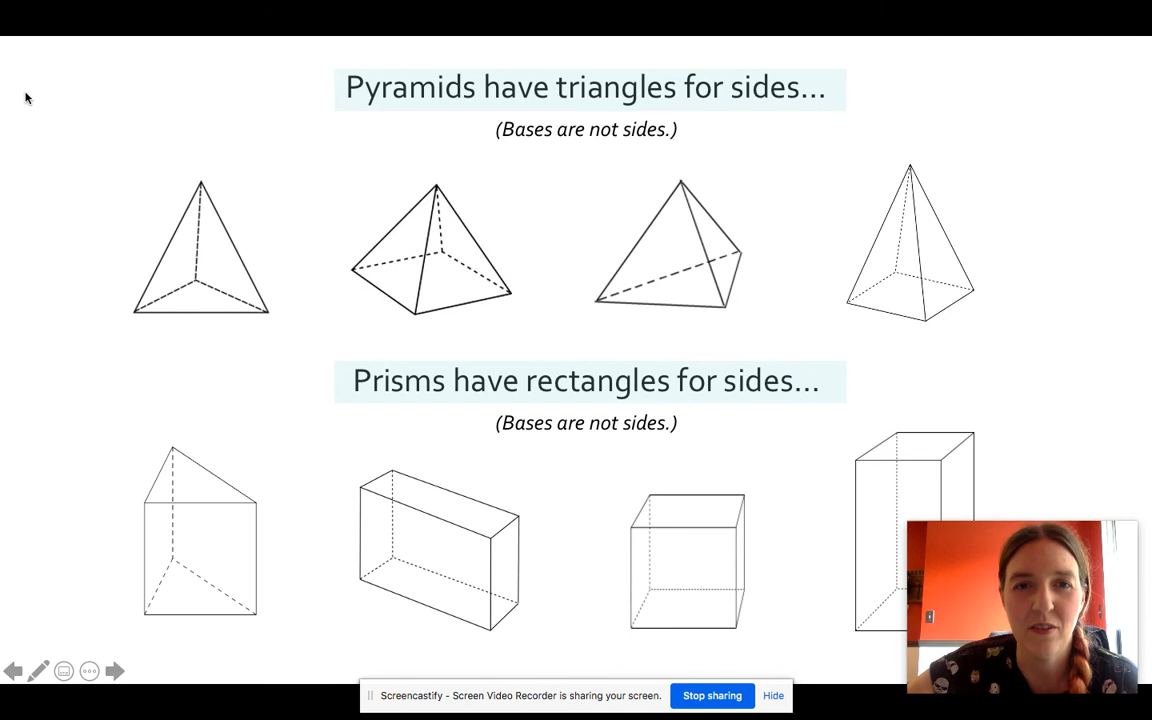 Pyramids have triangles for sides...
(Bases are not sides.)
Prisms have rectangles for sides...
(Bases are not sides.)
Screencastify - Screen Video Recorder is sharing your screen. Stop sharing Hide